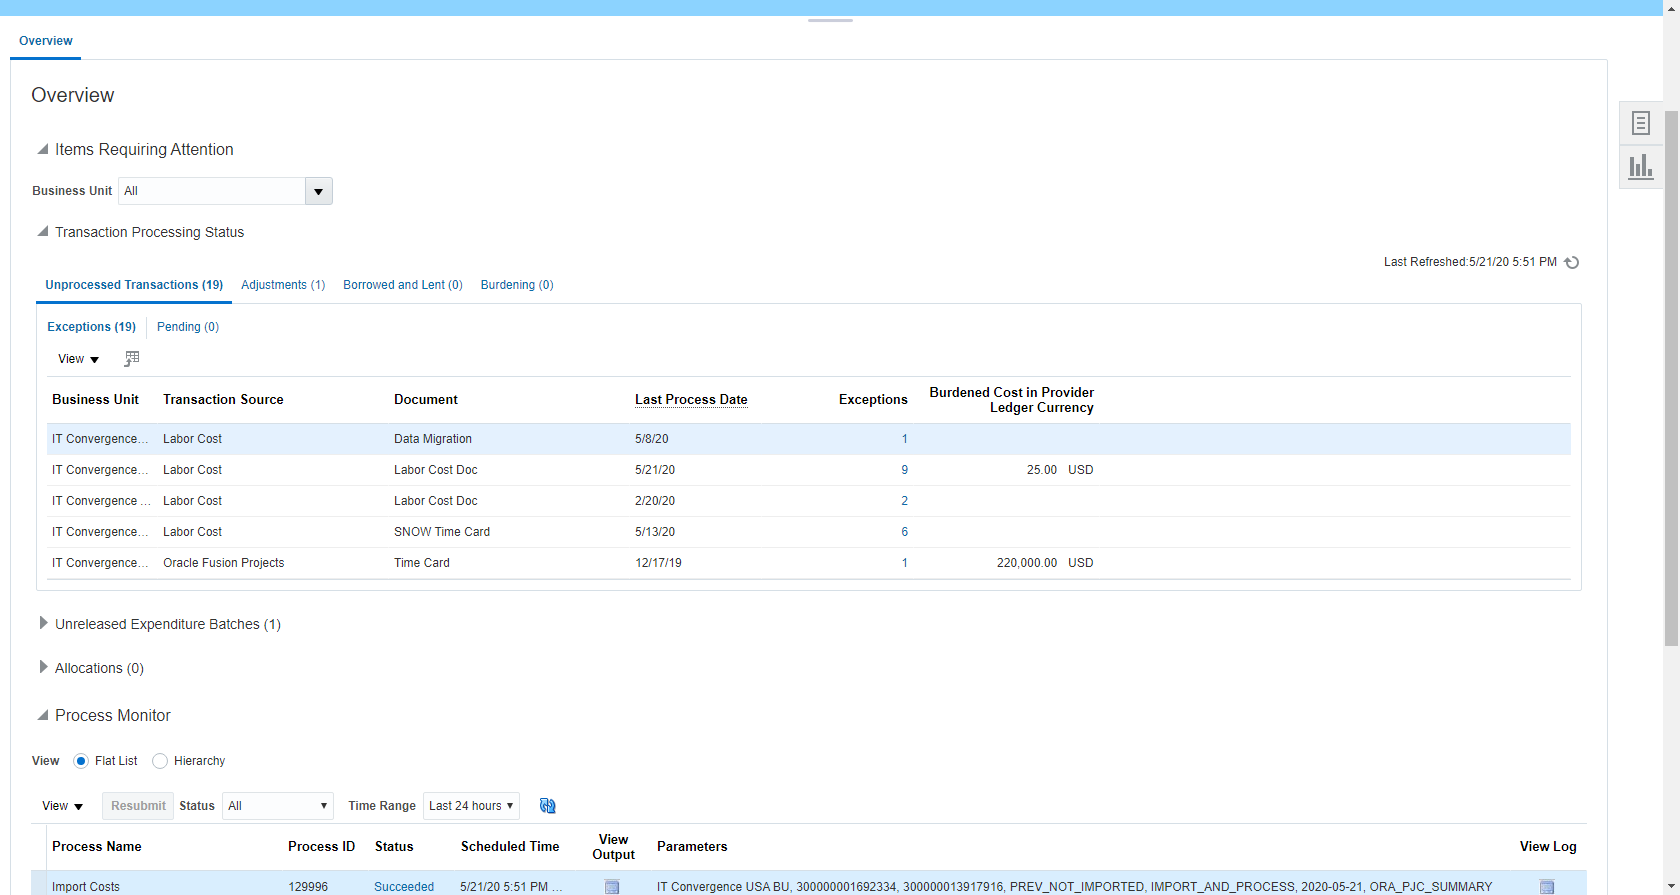 Overview
Overview
Items Requiring Attention
Business Unit All
Transaction Processing Status
Last Refreshed:5/21/20 5:51 PM
Unprocessed Transactions (19) Adjustments (1) Borrowed and Lent (0) Burdening (0)
Exceptions (19) Pending (0)
View
Business Unit Transaction Source Document Last Process Date Exceptions Burdened Cost in Provider Ledger Currency
IT Convergence... Labor Cost Data Migration 5/8/20 1
IT Convergence... Labor Cost Labor Cost Doc 5/21/20 9 25.00 USD
IT Convergence ... Labor Cost Labor Cost Doc 2/20/20 2
IT Convergence... Labor Cost SNOW Time Card 5/13/20 6
IT Convergence... Oracle Fusion Projects Time Card 12/17/19 1 220,000.00 USD
Unreleased Expenditure Batches (1)
Allocations (0)
Process Monitor
View Flat List Hierarchy
View Resubmit Status All Time Range Last 24 hours
Process Name Process ID Status Scheduled Time View Output Parameters View Log
Import Costs 129996 Succeeded 5/21/20 5:51 PM ... IT Convergence USA BU, 300000001692334, 300000013917916, PREV_NOT_IMPORTED, IMPORT_AND_PROCESS, 2020-05-21, ORA_PJC_SUMMARY